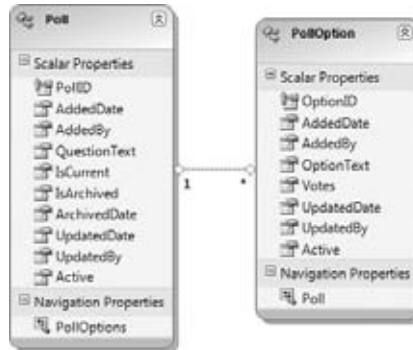 Poll
Scalar Properties
PollID
AddedDate
AddedBy
QuestionText
IsCurrent
IsArchived
ArchivedDate
UpdatedDate
UpdatedBy
Active
Navigation Properties
PollOptions
1
*
PollOption
Scalar Properties
OptionID
AddedDate
AddedBy
OptionText
Votes
UpdatedDate
UpdatedBy
Active
Navigation Properties
Poll